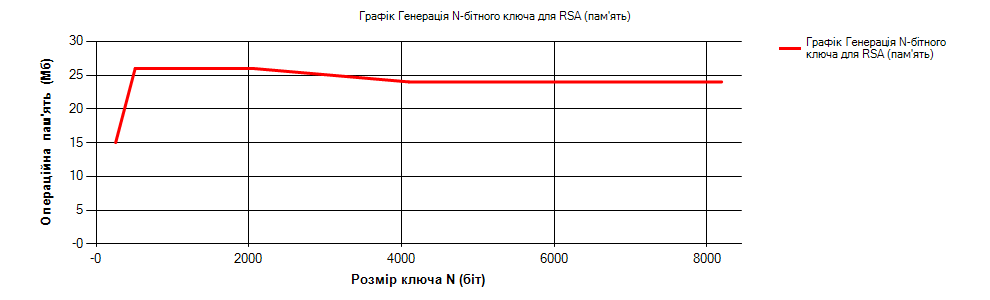 Графік Генерація N-бітного ключа для RSA (пам'ять)
Графік Генерація N-бітного
ключа для RSA (пам'ять)
Операційна пам'ять (Мб)
30
25
20
15
10
5
-0
-0
2000
4000
6000
8000
Розмір ключа N (біт)